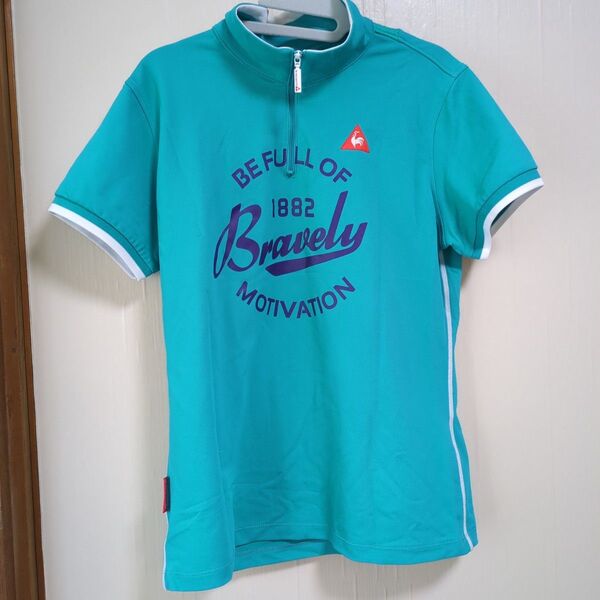 BE FULL OF
1882
Bravely
MOTIVATION